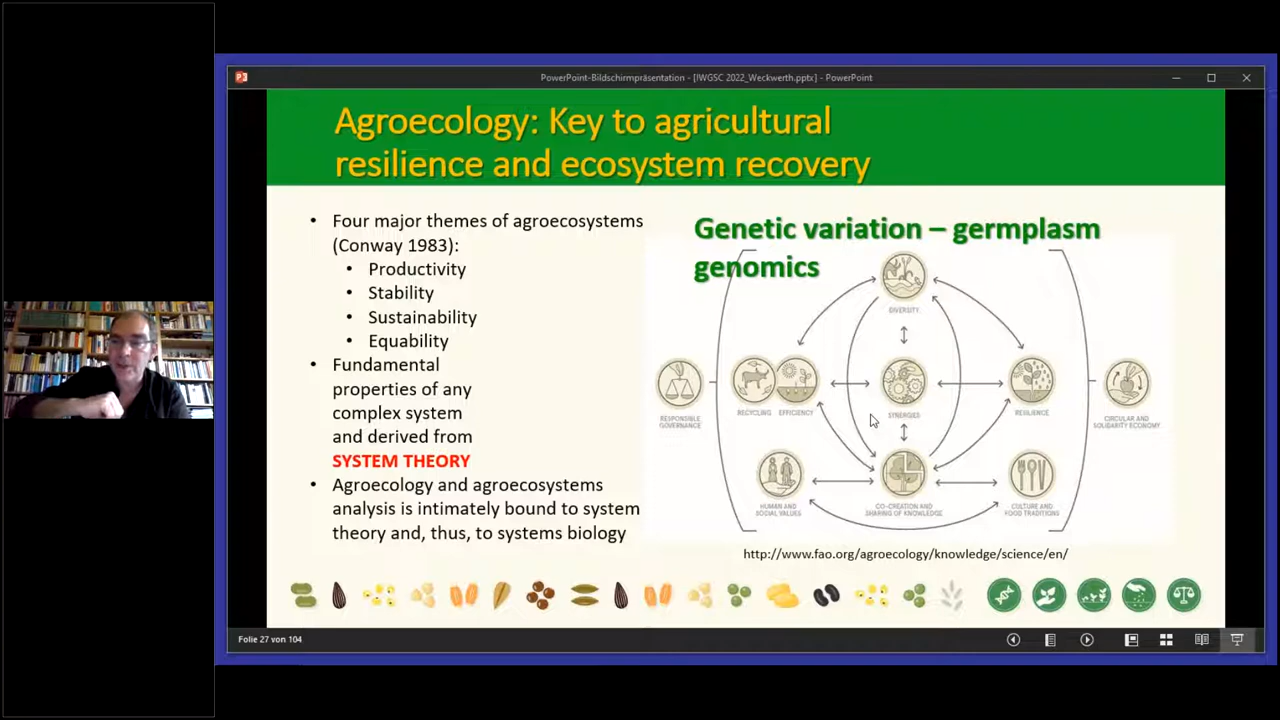 PowerPoint-Bildschirmpräsentation - [IWGSC 2022_Weckwerth.pptx] - PowerPoint
Agroecology: Key to agricultural
resilience and ecosystem recovery
• Four major themes of agroecosystems
(Conway 1983):
• Productivity
• Stability
• Sustainability
• Equability
• Fundamental
properties of any
complex system
and derived from
SYSTEM THEORY
• Agroecology and agroecosystems
analysis is intimately bound to system
theory and, thus, to systems biology
Genetic variation – germplasm
genomics
DIVERSITY
RESPONSIBLE
GOVERNANCE
RECYCLING
EFFICIENCY
SYNERGIES
RESILIENCE
CIRCULAR AND
SOLIDARITY ECONOMY
HUMAN AND
SOCIAL VALUES
CO-CREATION AND
SHARING OF KNOWLEDGE
CULTURE AND
FOOD TRADITIONS
http://www.fao.org/agroecology/knowledge/science/en/
Folie 27 von 104